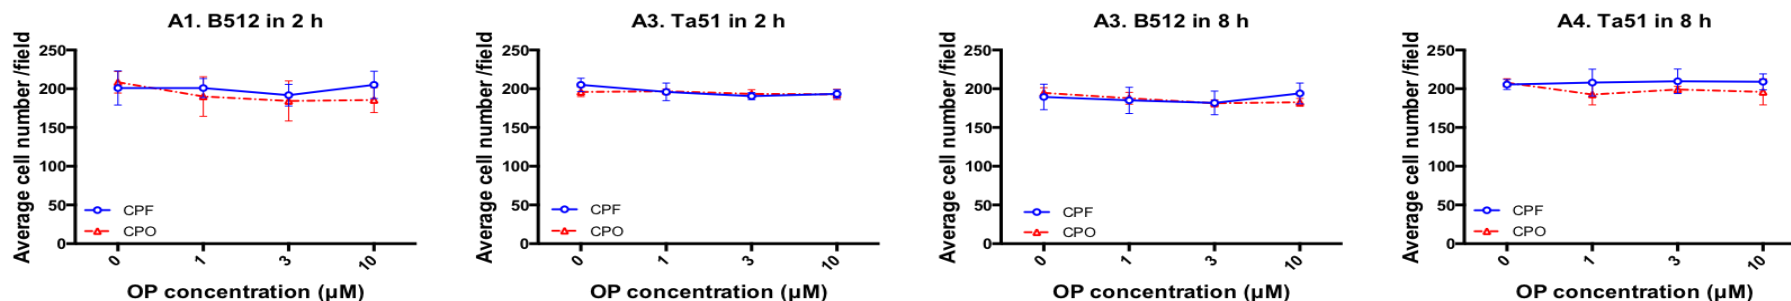 A1. B512 in 2 h
Average cell number /field
250
200
150
100
50
0
CPF
CPO
0
1
3
10
OP concentration (µM)
A3. Ta51 in 2 h
Average cell number /field
250
200
150
100
50
0
CPF
CPO
0
1
3
10
OP concentration (µM)
A3. B512 in 8 h
Average cell number /field
250
200
150
100
50
0
CPF
CPO
0
1
3
10
OP concentration (µM)
A4. Ta51 in 8 h
Average cell number /field
250
200
150
100
50
0
CPF
CPO
0
1
3
10
OP concentration (µM)